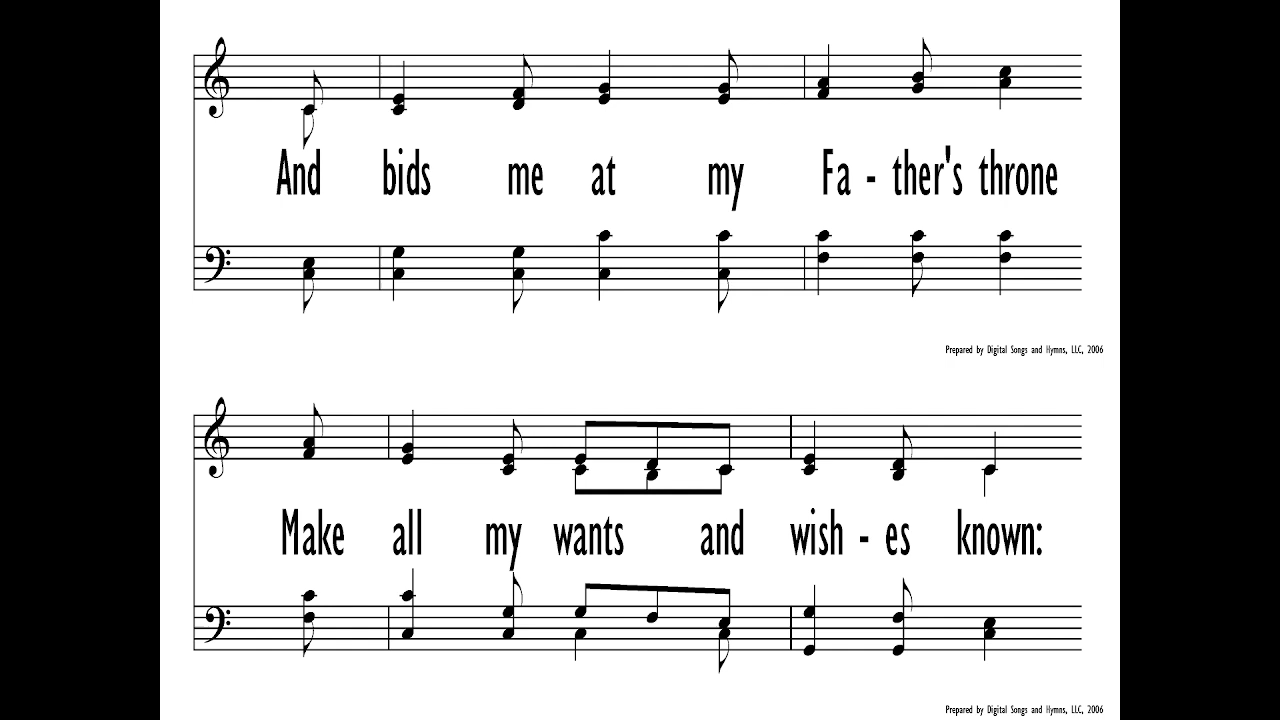 And bids me at my Fa - ther's throne
Prepared by Digital Songs and Hymns, LLC, 2006
Make all my wants and wish - es known:
Prepared by Digital Songs and Hymns, LLC, 2006